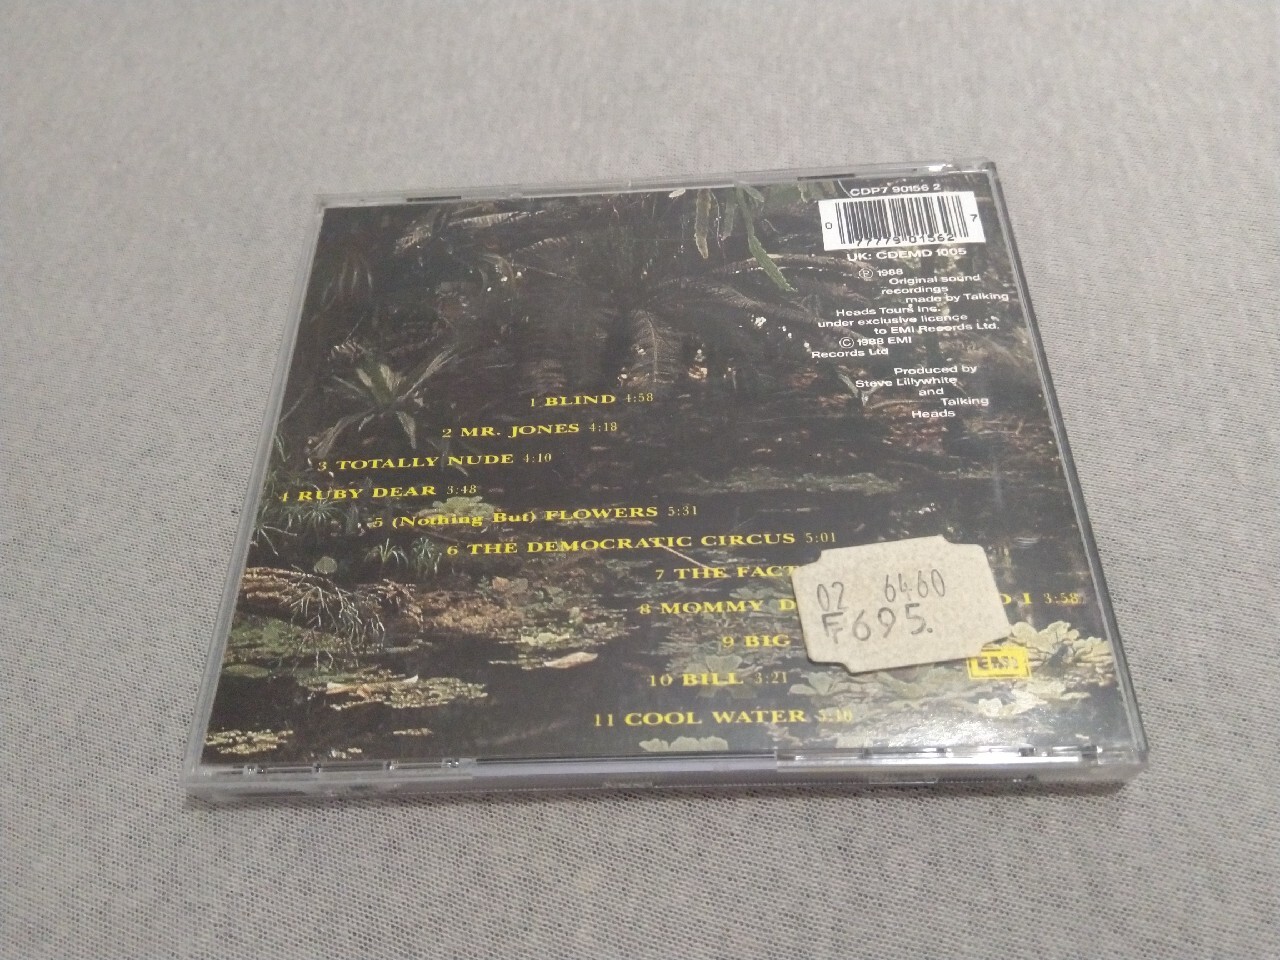 CDP7 90156 2
0 77779 01562 7
UK: CDEMD 1005
Ⓟ 1988
Original sound
recordings
made by Talking
Heads Tours Inc.
under exclusive licence
to EMI Records Ltd.
© 1988 EMI
Records Ltd
Produced by
Steve Lillywhite
and
Talking
Heads
1 BLIND 4:58
2 MR. JONES 4:18
3 TOTALLY NUDE 4:10
4 RUBY DEAR 3:48
5 (Nothing But) FLOWERS 5:31
6 THE DEMOCRATIC CIRCUS 5:01
7 THE FACT
8 MOMMY D I 3:58
9 BIG
10 BILL 3:21
11 COOL WATER
02 6460
F 695.
EMI